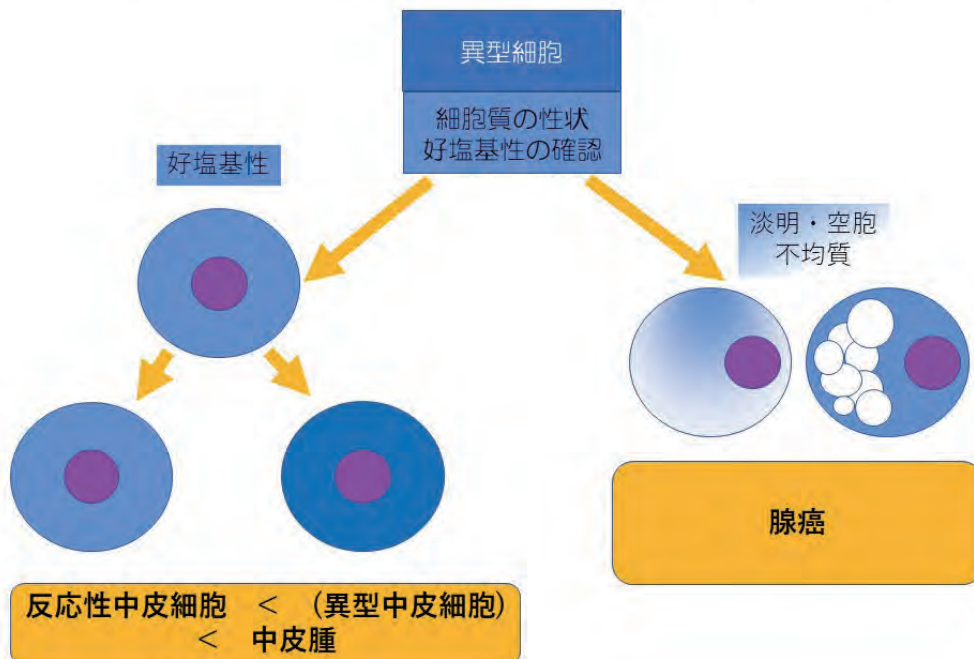 異型細胞
細胞質の性状
好塩基性の確認
好塩基性
淡明・空胞
不均質
腺癌
反応性中皮細胞 < (異型中皮細胞)
< 中皮腫